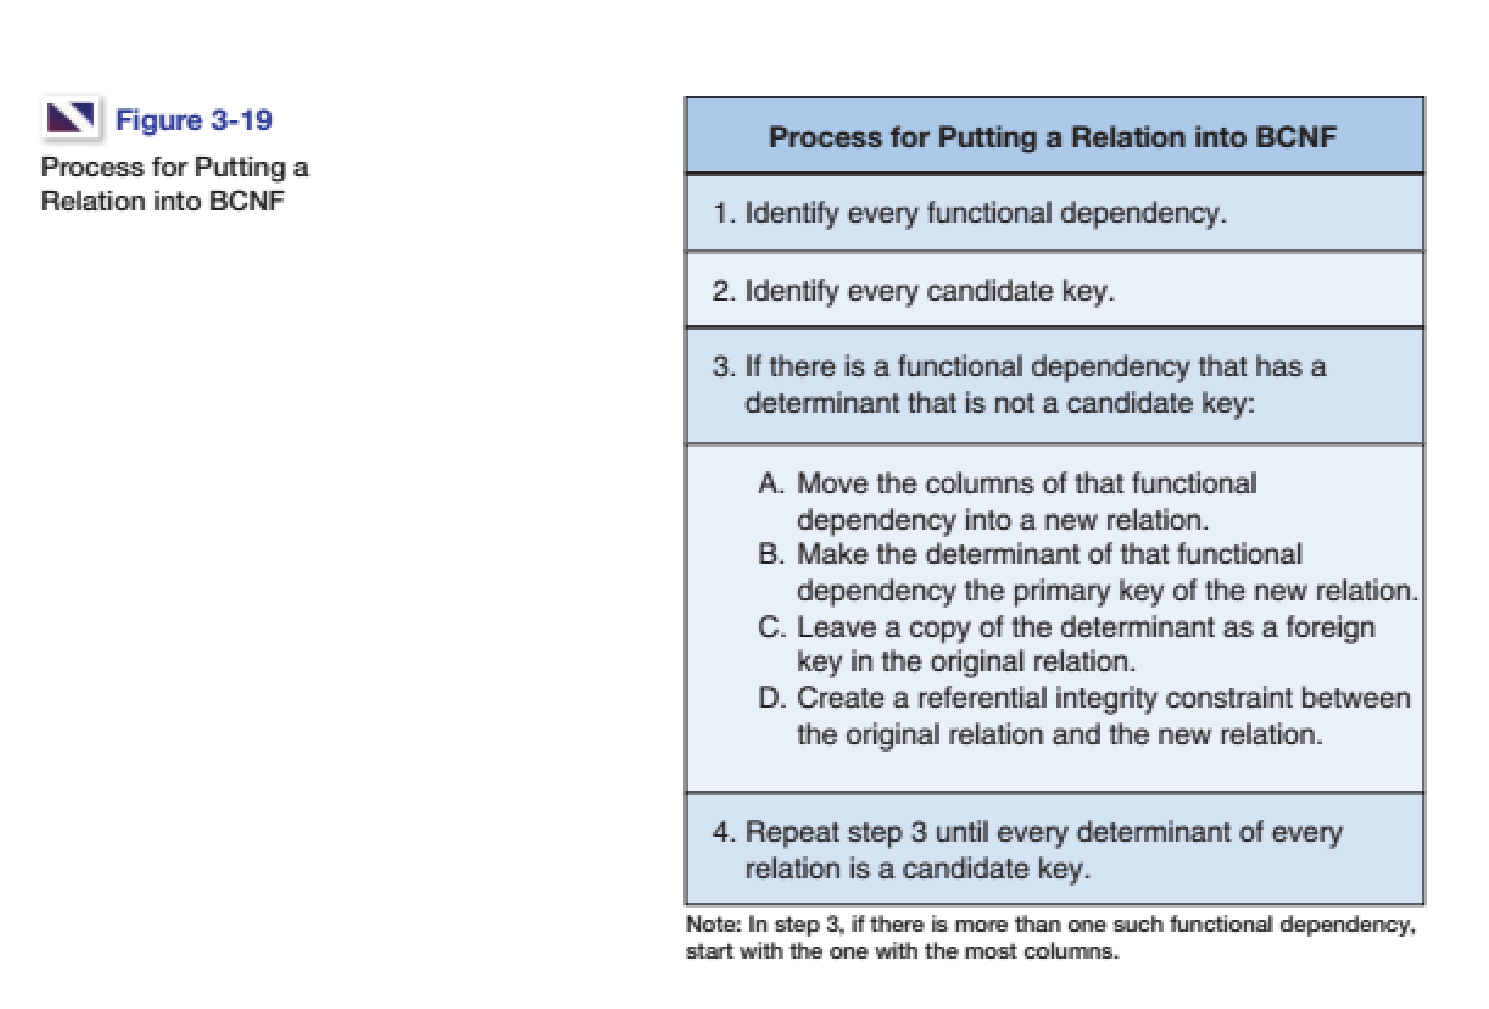 Figure 3-19
Process for Putting a
Relation into BCNF
Process for Putting a Relation into BCNF
1. Identify every functional dependency.
2. Identify every candidate key.
3. If there is a functional dependency that has a
determinant that is not a candidate key:
A. Move the columns of that functional
dependency into a new relation.
B. Make the determinant of that functional
dependency the primary key of the new relation.
C. Leave a copy of the determinant as a foreign
key in the original relation.
D. Create a referential integrity constraint between
the original relation and the new relation.
4. Repeat step 3 until every determinant of every
relation is a candidate key.
Note: In step 3, if there is more than one such functional dependency,
start with the one with the most columns.